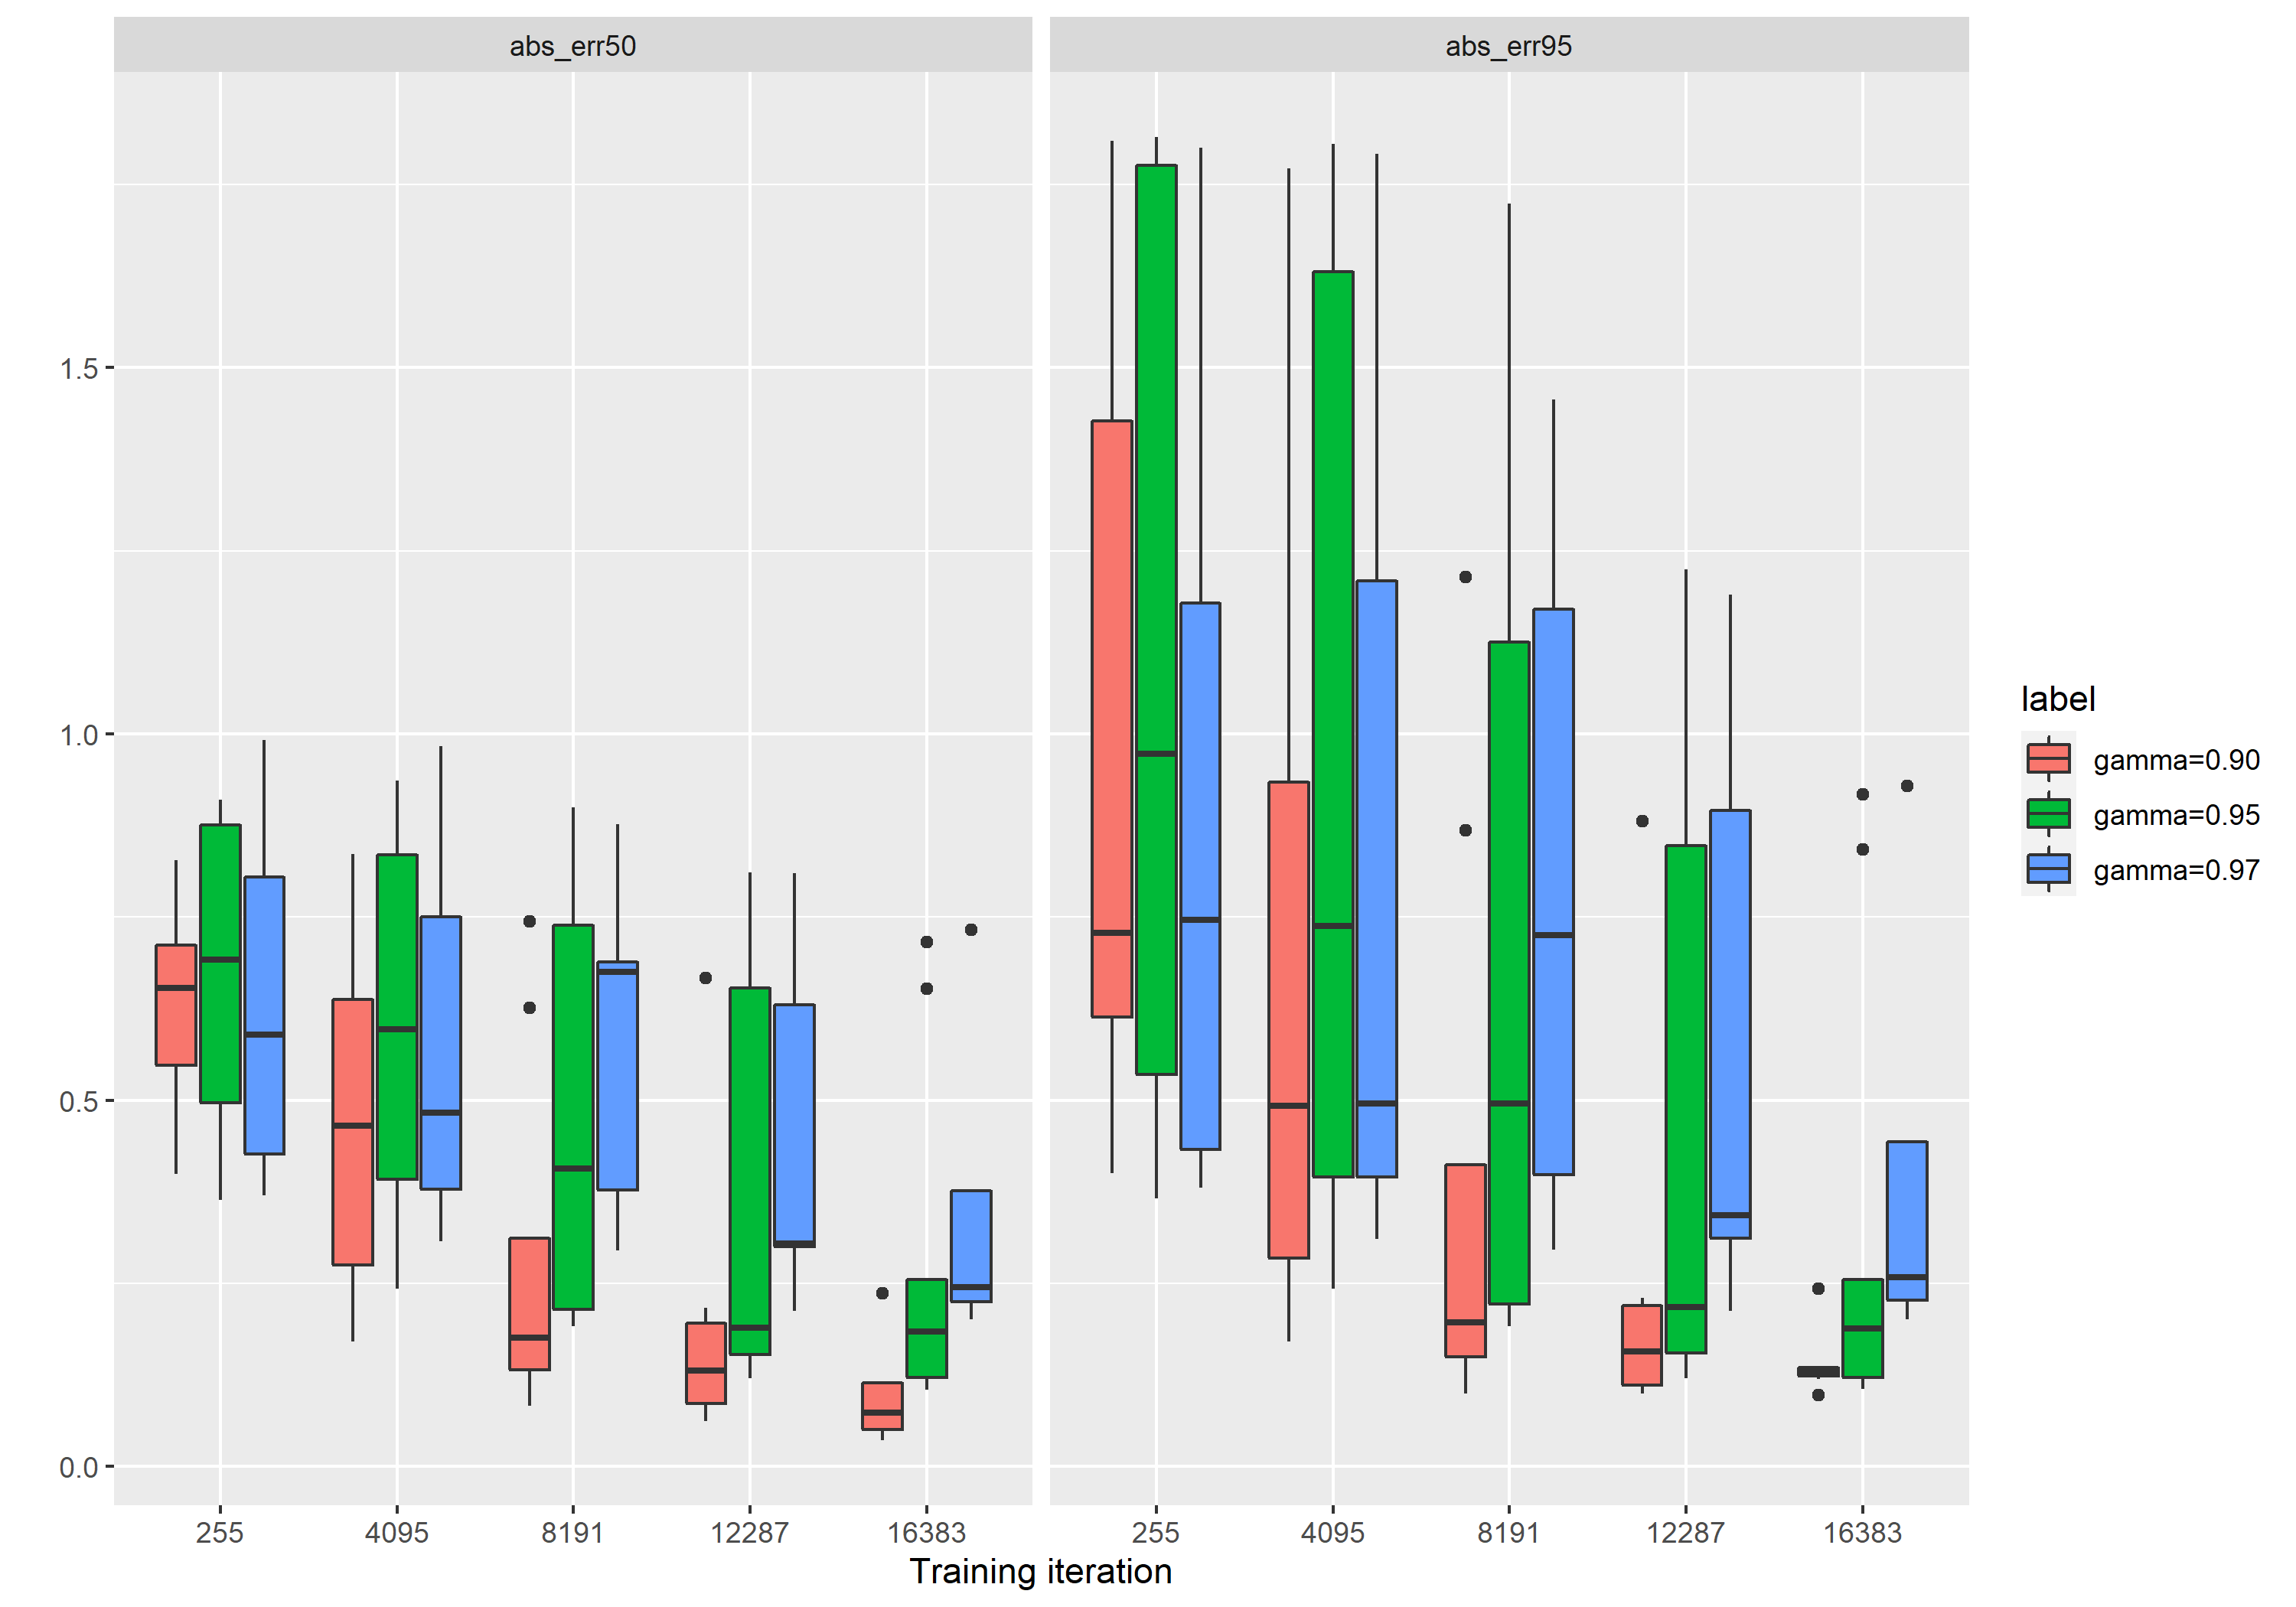 abs_err50 abs_err95
1.5
1.0
0.5
0.0
255 4095 8191 12287 16383 255 4095 8191 12287 16383
Training iteration
label
gamma=0.90
gamma=0.95
gamma=0.97